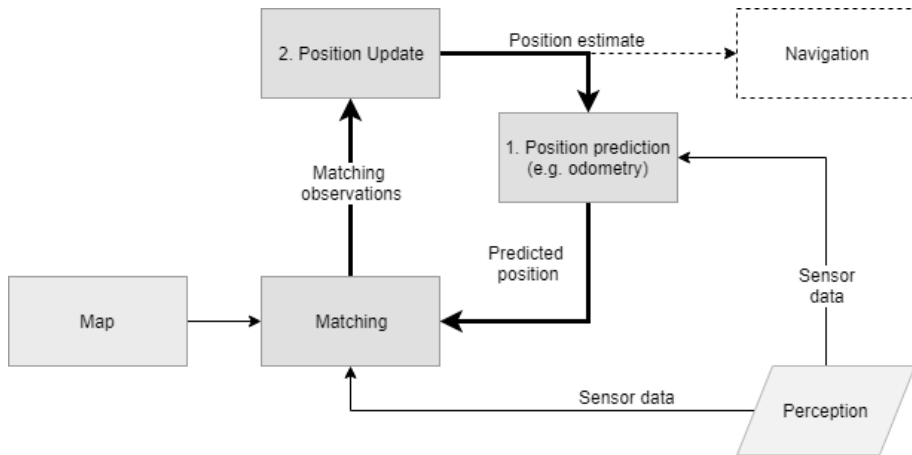 2. Position Update
Position estimate
Navigation
1. Position prediction
(e.g. odometry)
Matching
observations
Predicted
position
Sensor
data
Map
Matching
Sensor data
Perception